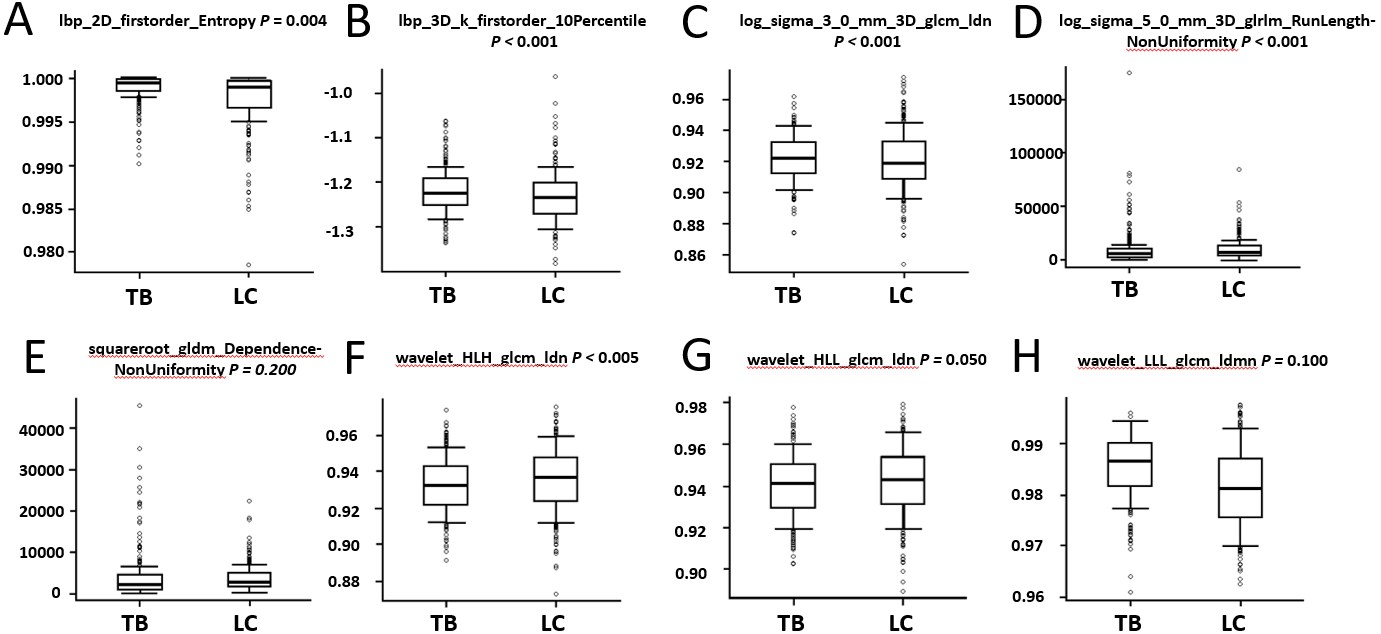 A
lbp_2D_firstorder_Entropy P = 0.004
1.000
0.995
0.990
0.985
0.980
TB
LC
B
lbp_3D_k_firstorder_10Percentile
P < 0.001
-1.0
-1.1
-1.2
-1.3
TB
LC
C
log_sigma_3_0_mm_3D_glcm_ldn
P < 0.001
0.96
0.94
0.92
0.90
0.88
0.86
TB
LC
D
log_sigma_5_0_mm_3D_glrlm_RunLength-
NonUniformity P < 0.001
150000
100000
50000
0
TB
LC
E
squareroot_gldm_Dependence-
NonUniformity P = 0.200
40000
30000
20000
10000
0
TB
LC
F
wavelet_HLH_glcm_ldn P < 0.005
0.96
0.94
0.92
0.90
0.88
TB
LC
G
wavelet_HLL_glcm_ldn P = 0.050
0.98
0.96
0.94
0.92
0.90
TB
LC
H
wavelet_LLL_glcm_ldmn P = 0.100
0.99
0.98
0.97
0.96
TB
LC